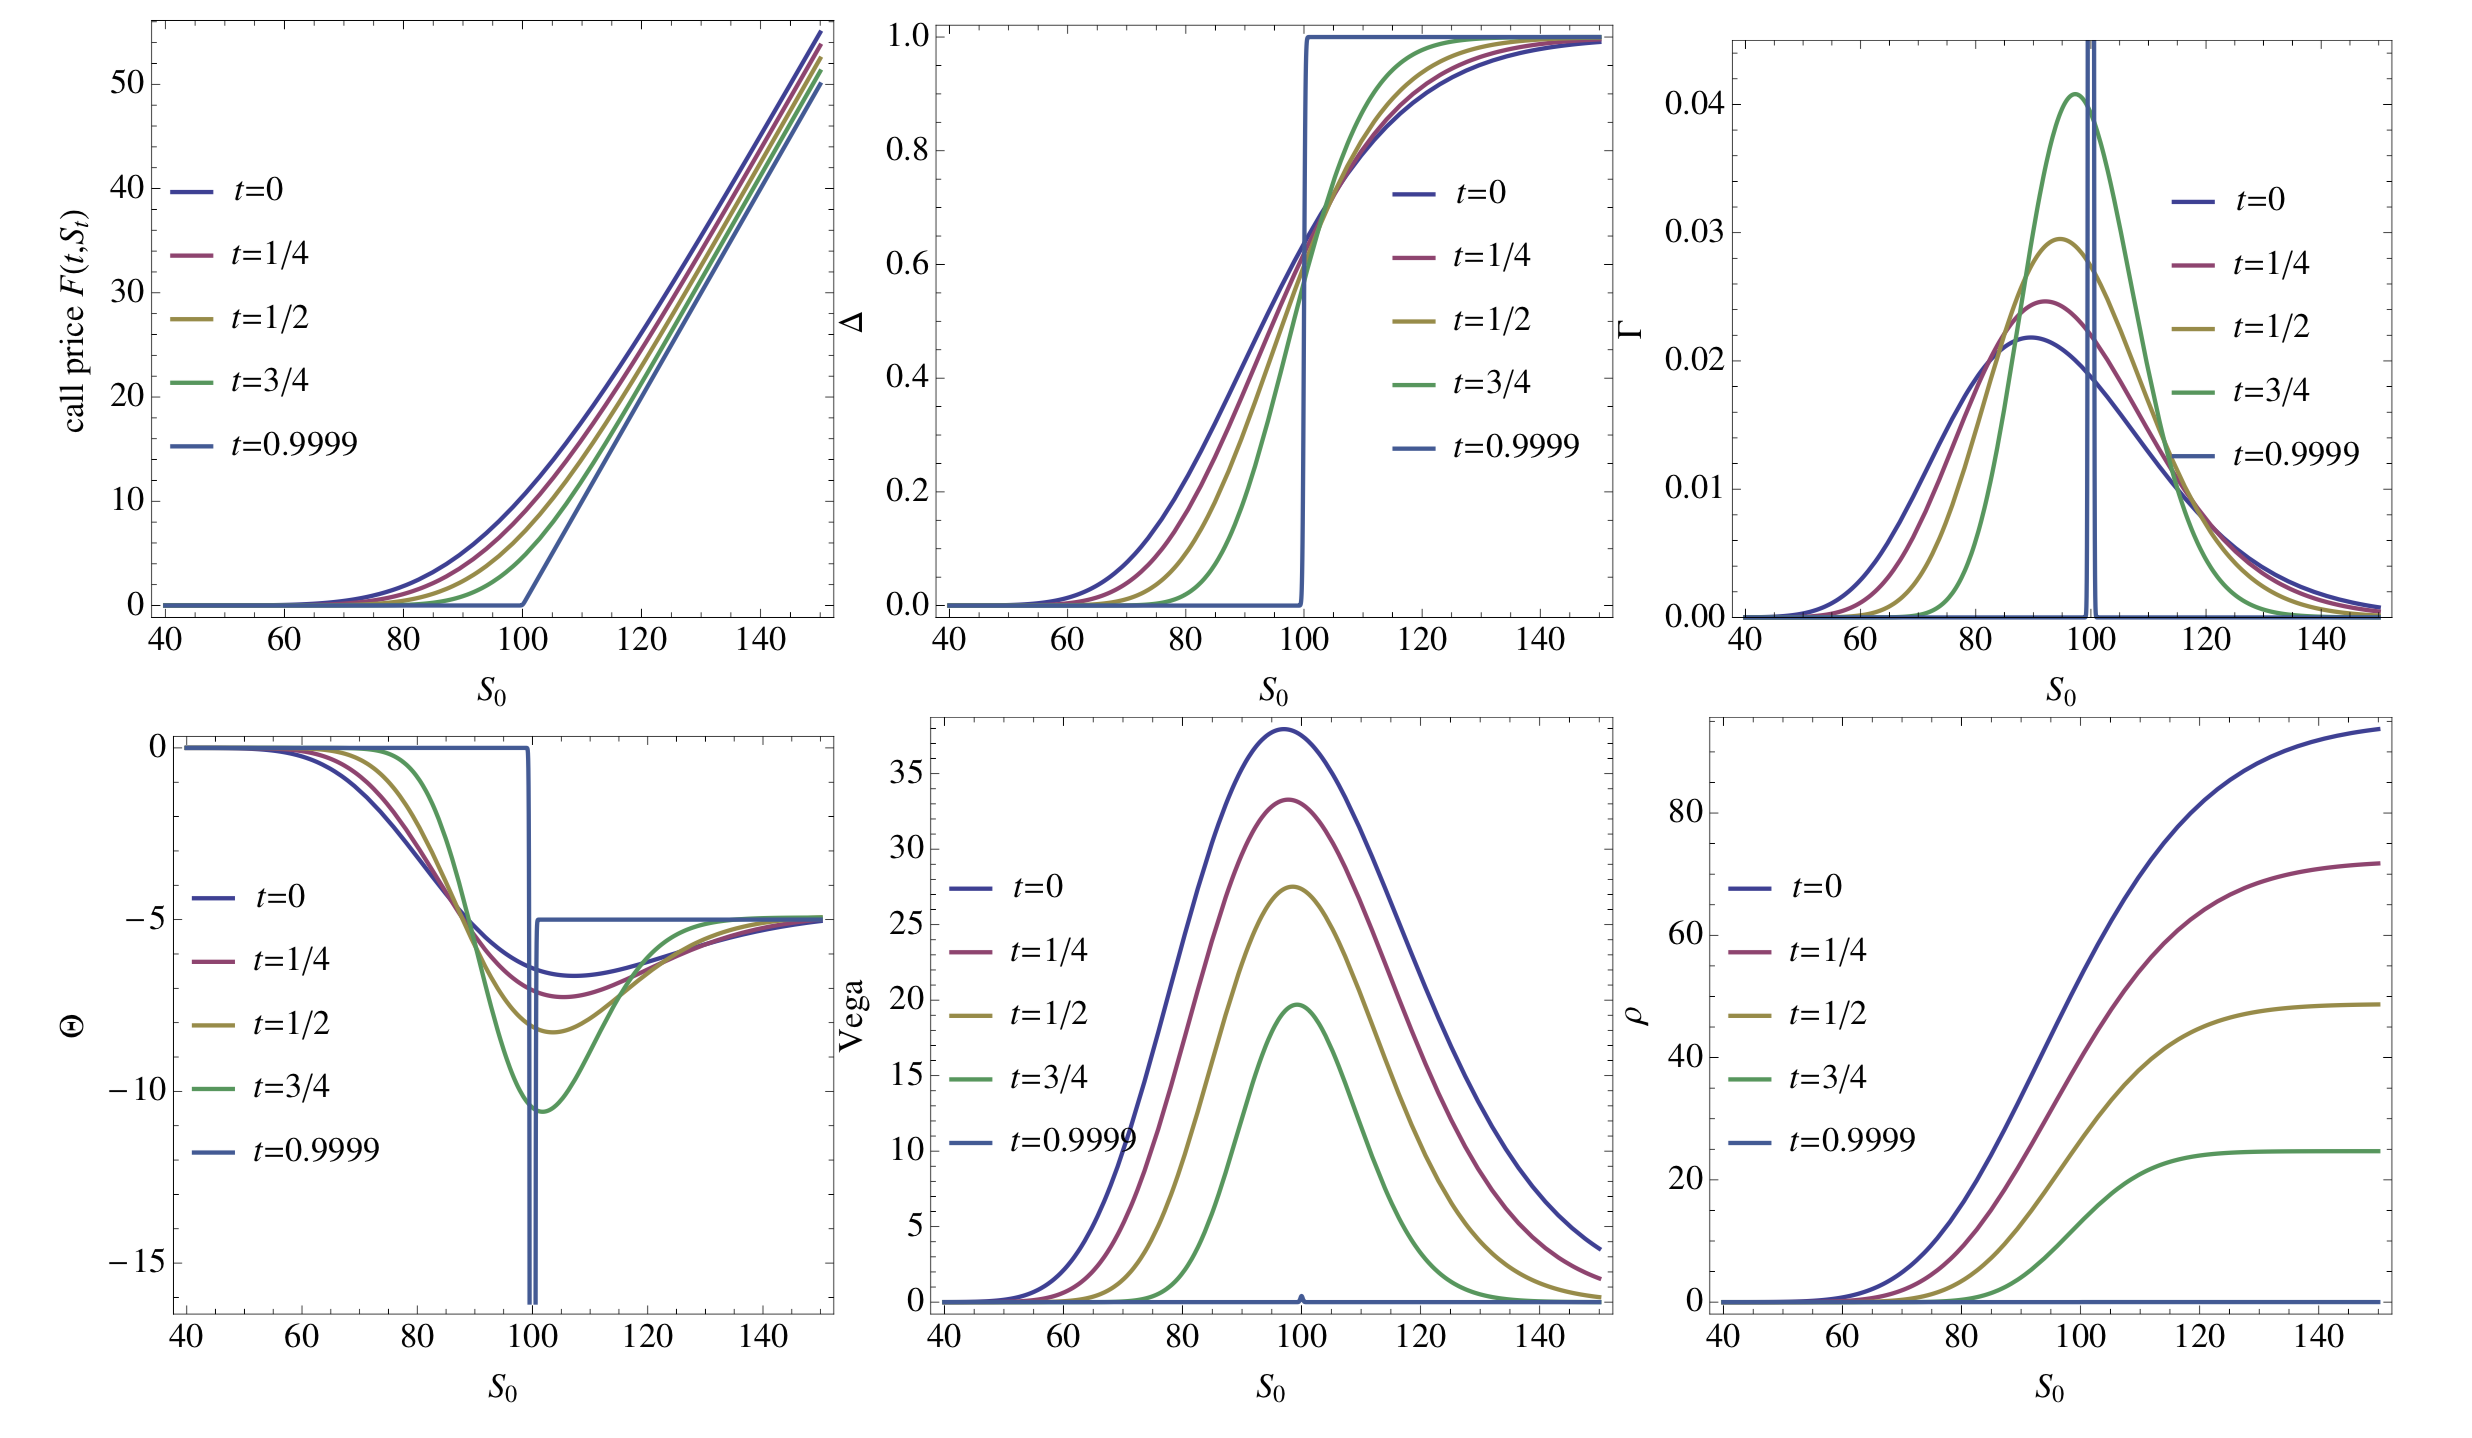 call price F(t,Sₜ)
50
40
30
20
10
0
t=0
t=1/4
t=1/2
t=3/4
t=0.9999
40 60 80 100 120 140
S₀
Δ
1.0
0.8
0.6
0.4
0.2
0.0
t=0
t=1/4
t=1/2
t=3/4
t=0.9999
40 60 80 100 120 140
S₀
Γ
0.04
0.03
0.02
0.01
0.00
t=0
t=1/4
t=1/2
t=3/4
t=0.9999
40 60 80 100 120 140
S₀
Θ
0
−5
−10
−15
t=0
t=1/4
t=1/2
t=3/4
t=0.9999
40 60 80 100 120 140
S₀
Vega
35
30
25
20
15
10
5
0
t=0
t=1/4
t=1/2
t=3/4
t=0.9999
40 60 80 100 120 140
S₀
ρ
80
60
40
20
0
t=0
t=1/4
t=1/2
t=3/4
t=0.9999
40 60 80 100 120 140
S₀